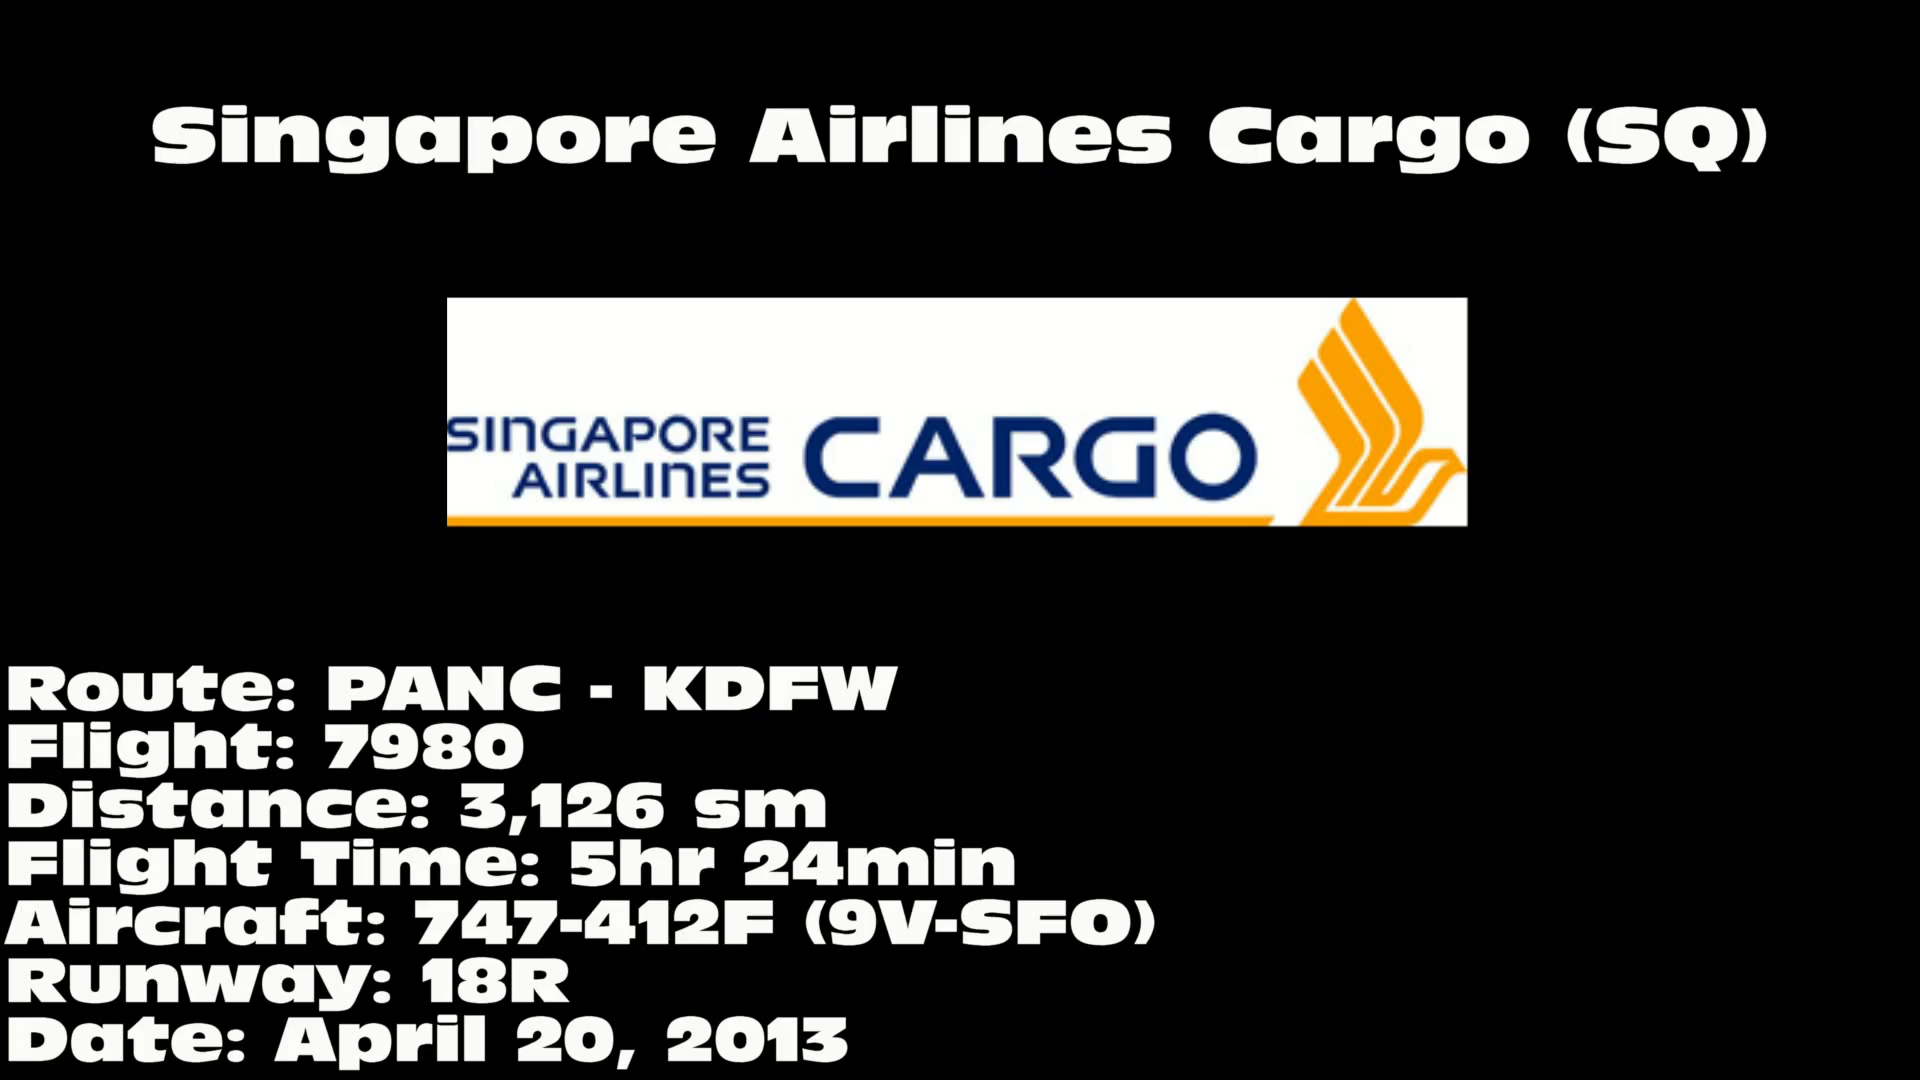 Singapore Airlines Cargo (SQ)
SINGAPORE
AIRLINES
CARGO
Route: PANC - KDFW
Flight: 7980
Distance: 3,126 sm
Flight Time: 5hr 24min
Aircraft: 747-412F (9V-SFO)
Runway: 18R
Date: April 20, 2013